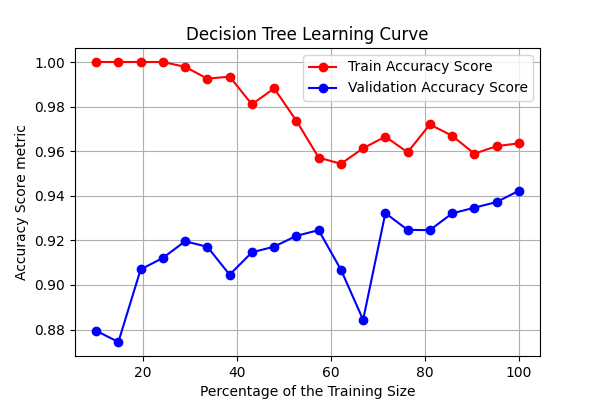 Decision Tree Learning Curve
Train Accuracy Score
Validation Accuracy Score
Accuracy Score metric
1.00
0.98
0.96
0.94
0.92
0.90
0.88
20 40 60 80 100
Percentage of the Training Size